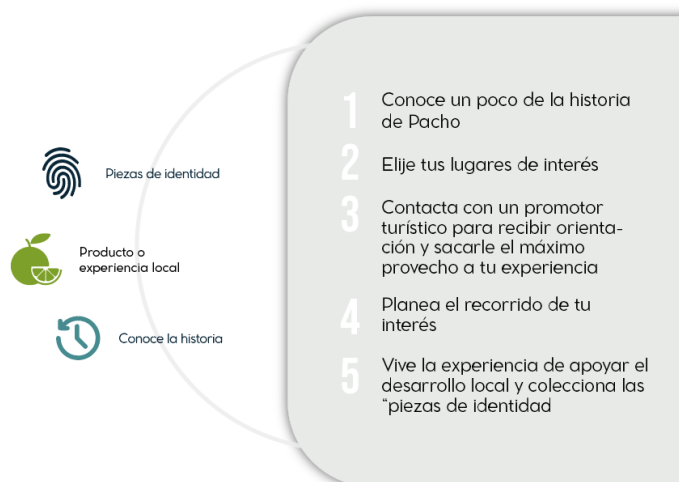 Piezas de identidad
Producto o
experiencia local
Conoce la historia
1 Conoce un poco de la historia
de Pacho
2 Elije tus lugares de interés
3 Contacta con un promotor
turístico para recibir orienta-
ción y sacarle el máximo
provecho a tu experiencia
4 Planea el recorrido de tu
interés
5 Vive la experiencia de apoyar el
desarrollo local y colecciona las
“piezas de identidad